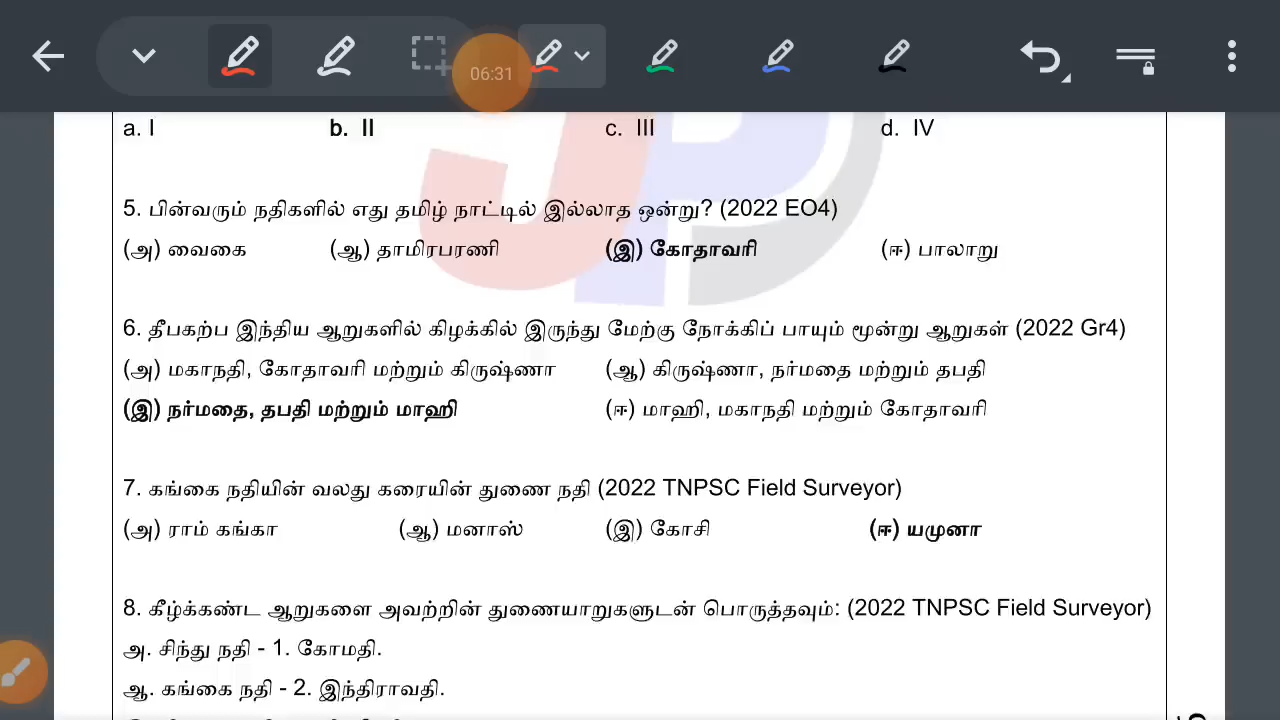 06:31
a. I b. II c. III d. IV
5. பின்வரும் நதிகளில் எது தமிழ் நாட்டில் இல்லாத ஒன்று? (2022 EO4)
(அ) வைகை (ஆ) தாமிரபரணி (இ) கோதாவரி (ஈ) பாலாறு
6. தீபகற்ப இந்திய ஆறுகளில் கிழக்கில் இருந்து மேற்கு நோக்கிப் பாயும் மூன்று ஆறுகள் (2022 Gr4)
(அ) மகாநதி, கோதாவரி மற்றும் கிருஷ்ணா (ஆ) கிருஷ்ணா, நர்மதை மற்றும் தபதி
(இ) நர்மதை, தபதி மற்றும் மாஹி (ஈ) மாஹி, மகாநதி மற்றும் கோதாவரி
7. கங்கை நதியின் வலது கரையின் துணை நதி (2022 TNPSC Field Surveyor)
(அ) ராம் கங்கா (ஆ) மனாஸ் (இ) கோசி (ஈ) யமுனா
8. கீழ்க்கண்ட ஆறுகளை அவற்றின் துணையாறுகளுடன் பொருத்தவும்: (2022 TNPSC Field Surveyor)
அ. சிந்து நதி - 1. கோமதி.
ஆ. கங்கை நதி - 2. இந்திராவதி.